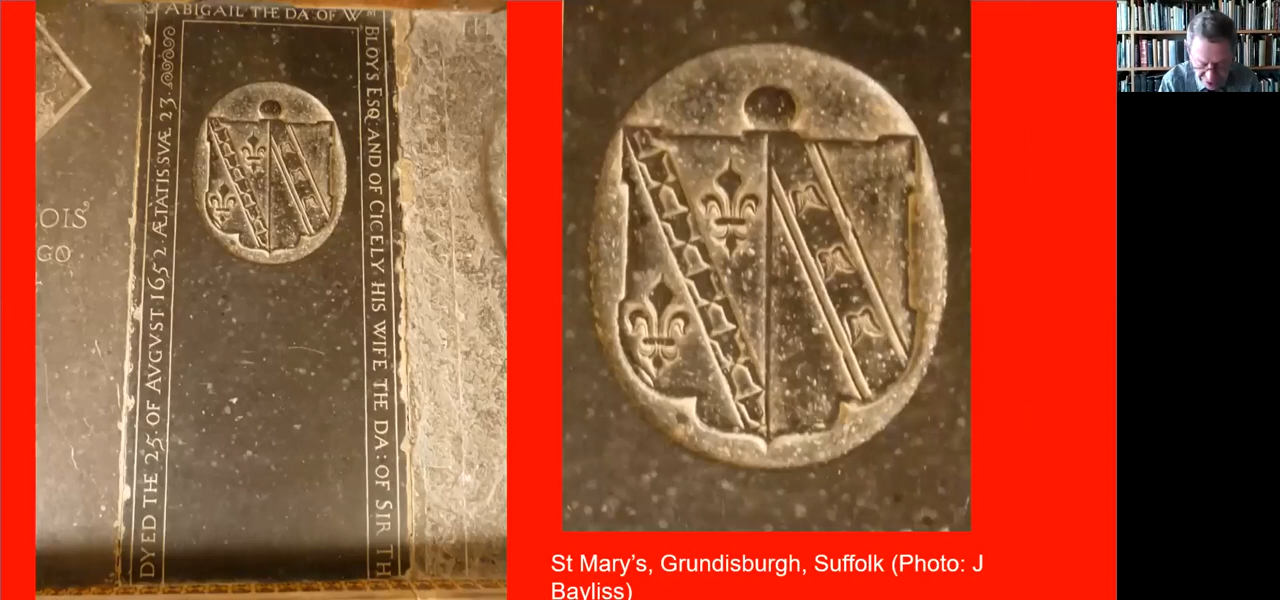 ABIGAIL THE DA: OF Wᴹ
BLOYS ESQ: AND OF CICELY HIS WIFE THE DA: OF SIR TH
DYED THE 25. OF AVGVST 1652. ÆTATIS SVÆ 23.
OIS
GO
St Mary’s, Grundisburgh, Suffolk (Photo: J
Bayliss)